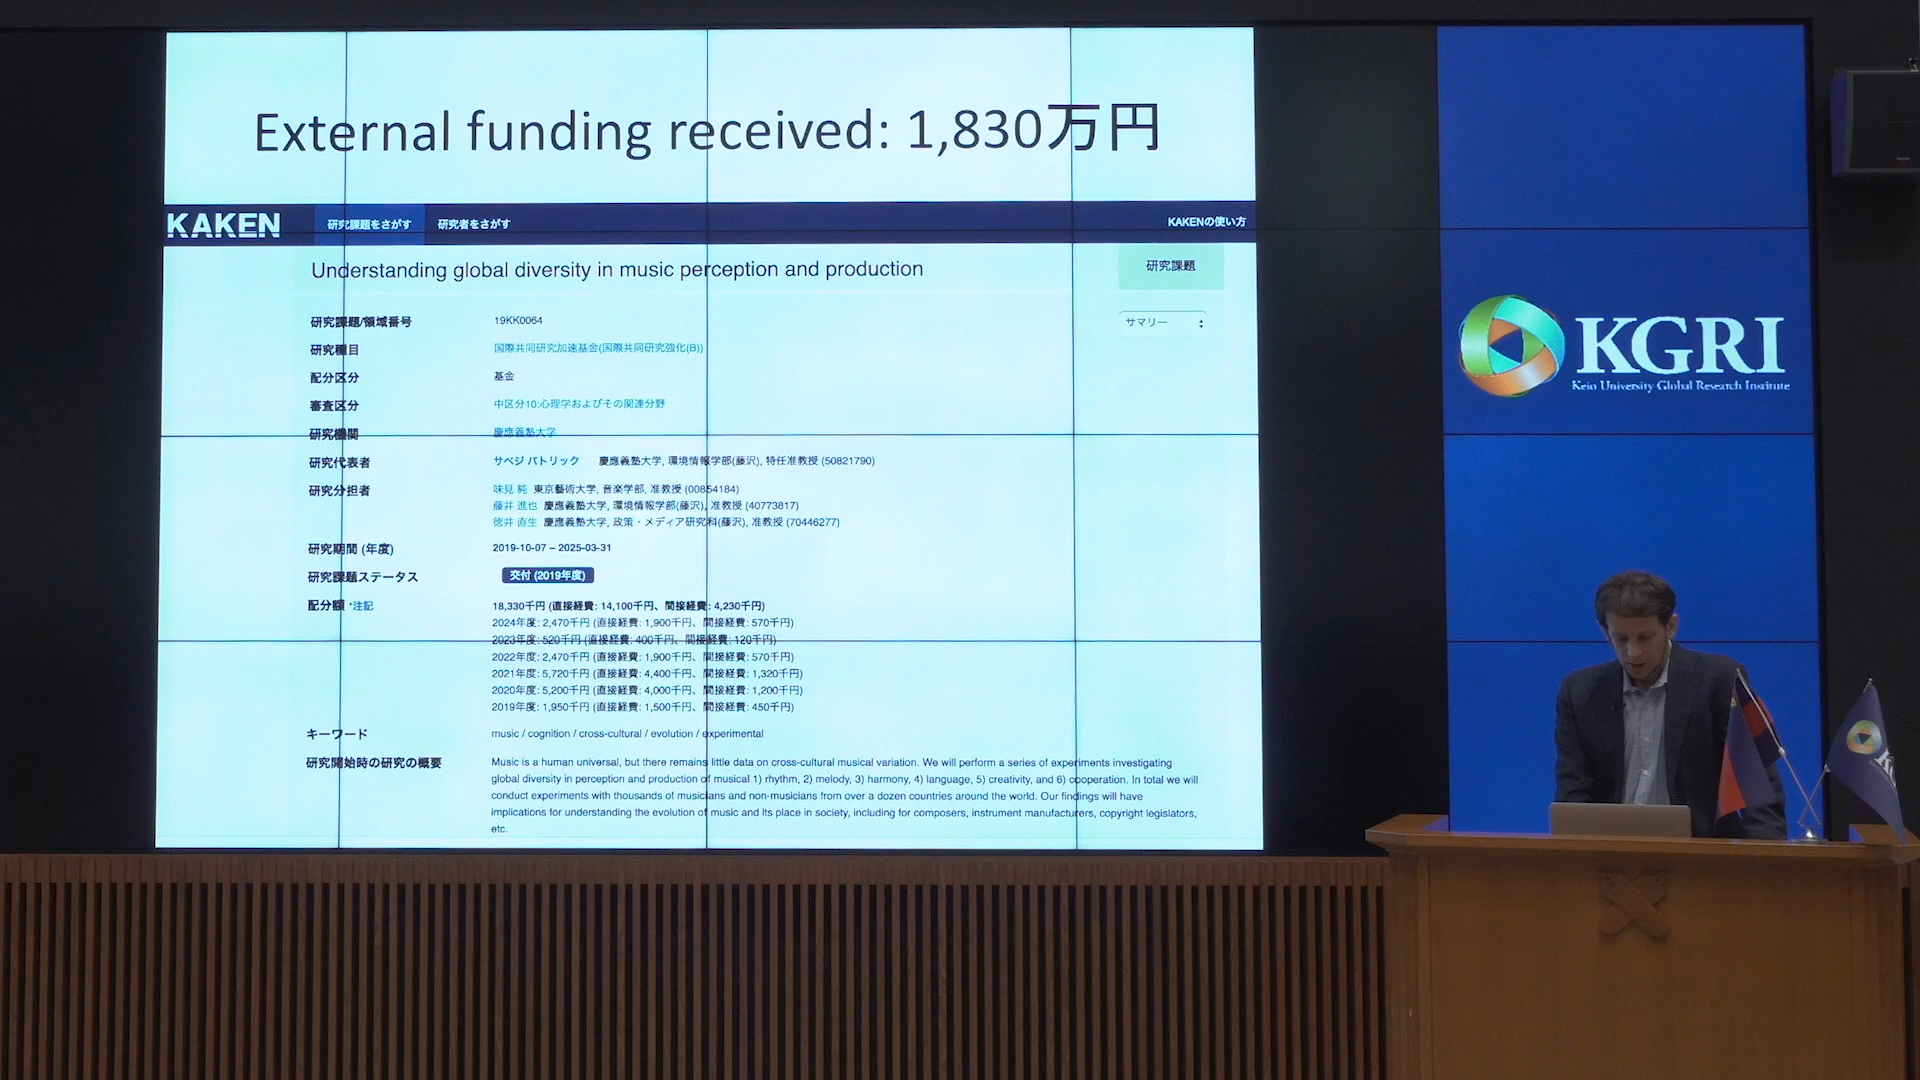 External funding received: 1,830万円
KAKEN 研究課題をさがす 研究者をさがす KAKENの使い方
Understanding global diversity in music perception and production
研究課題
サマリー
研究課題/領域番号 19KK0064
研究種目 国際共同研究加速基金(国際共同研究強化(B))
配分区分 基金
審査区分 中区分10:心理学およびその関連分野
研究機関 慶應義塾大学
研究代表者 サベジ パトリック 慶應義塾大学, 環境情報学部(藤沢), 特任准教授 (50821790)
研究分担者 味見 純 東京藝術大学, 音楽学部, 准教授 (00854184)
藤井 進也 慶應義塾大学, 環境情報学部(藤沢), 准教授 (40773817)
徳井 直生 慶應義塾大学, 政策・メディア研究科(藤沢), 准教授 (70446277)
研究期間 (年度) 2019-10-07 – 2025-03-31
研究課題ステータス 交付 (2019年度)
配分額 *注記 18,330千円 (直接経費: 14,100千円、間接経費: 4,230千円)
2024年度: 2,470千円 (直接経費: 1,900千円、間接経費: 570千円)
2023年度: 520千円 (直接経費: 400千円、間接経費: 120千円)
2022年度: 2,470千円 (直接経費: 1,900千円、間接経費: 570千円)
2021年度: 5,720千円 (直接経費: 4,400千円、間接経費: 1,320千円)
2020年度: 5,200千円 (直接経費: 4,000千円、間接経費: 1,200千円)
2019年度: 1,950千円 (直接経費: 1,500千円、間接経費: 450千円)
キーワード music / cognition / cross-cultural / evolution / experimental
研究開始時の研究の概要 Music is a human universal, but there remains little data on cross-cultural musical variation. We will perform a series of experiments investigating
global diversity in perception and production of musical 1) rhythm, 2) melody, 3) harmony, 4) language, 5) creativity, and 6) cooperation. In total we will
conduct experiments with thousands of musicians and non-musicians from over a dozen countries around the world. Our findings will have
implications for understanding the evolution of music and its place in society, including for composers, instrument manufacturers, copyright legislators,
etc.
KGRI
Keio University Global Research Institute